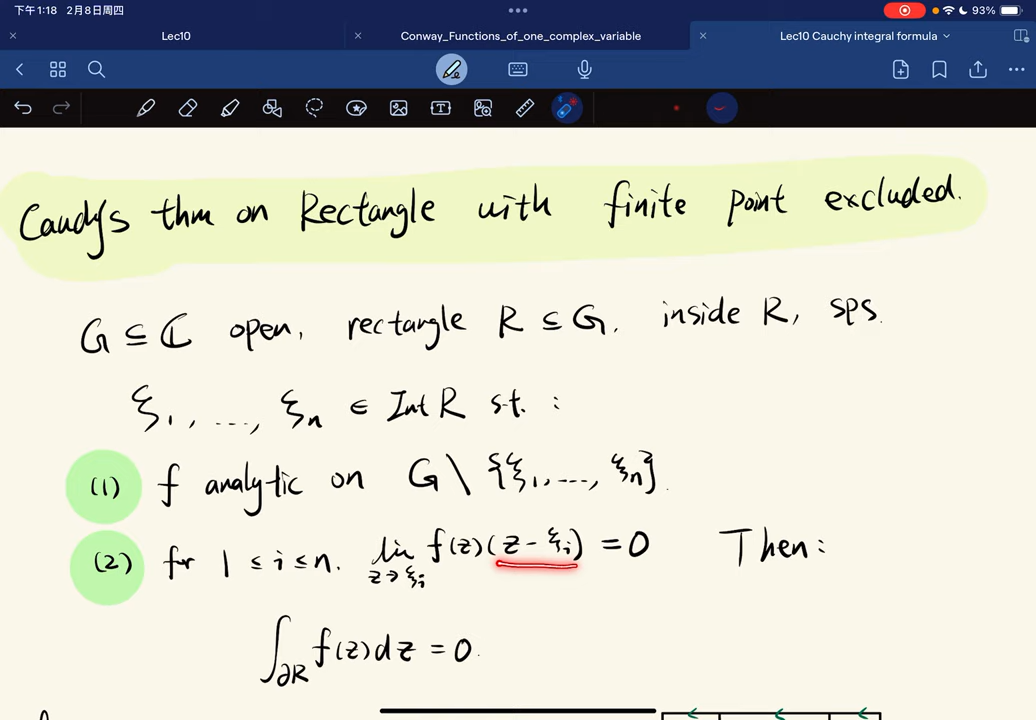 下午1:18 2月8日周四
93%
Lec10
Conway_Functions_of_one_complex_variable
Lec10 Cauchy integral formula
Caudy's thm on Rectangle with finite point excluded.
G ⊆ ℂ open, rectangle R ⊆ G, inside R, sps.
ξ₁, ..., ξₙ ∈ Int R s.t. :
(1) f analytic on G \ {ξ₁, ..., ξₙ}.
(2) for 1 ≤ i ≤ n. lim_{z→ξᵢ} f(z)(z - ξᵢ) = 0 Then:
∫_{∂R} f(z)dz = 0.